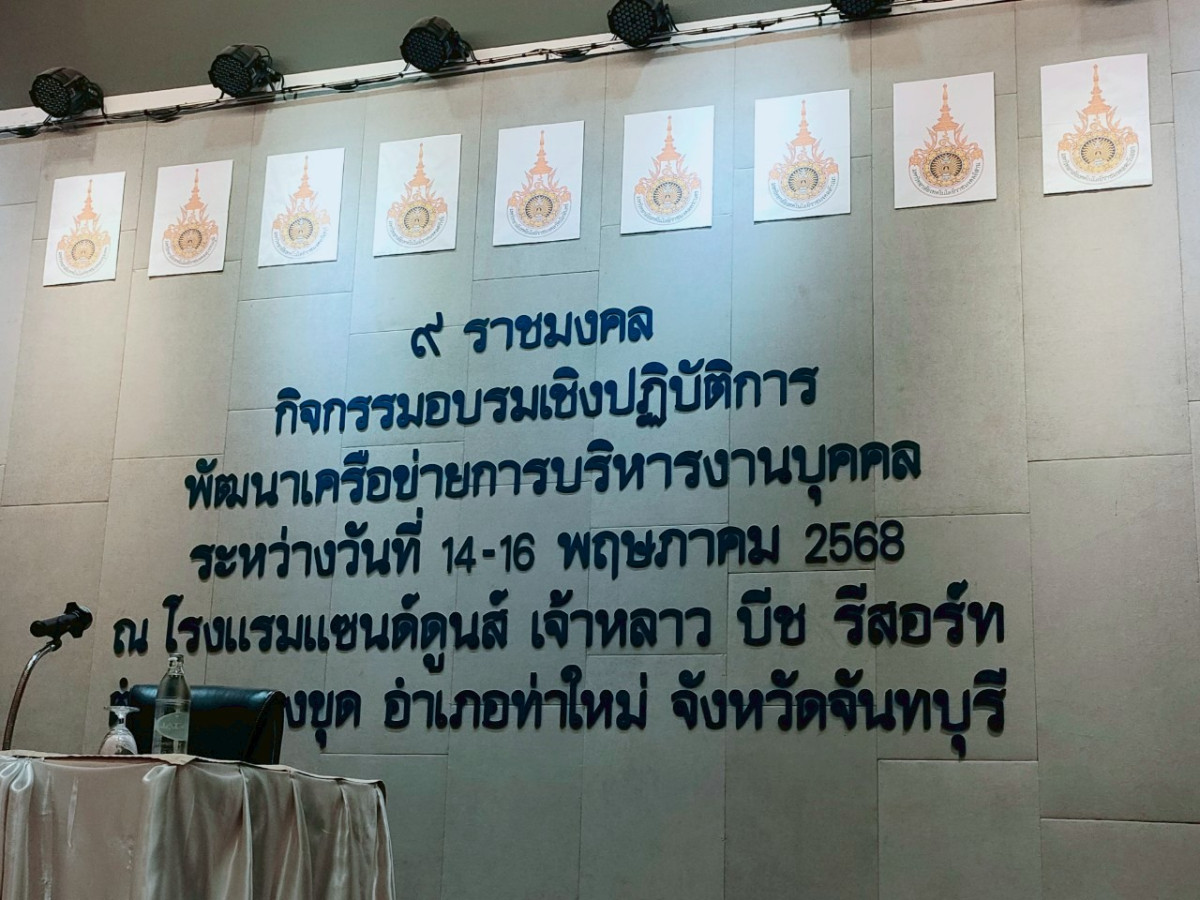 ๙ ราชมงคล
กิจกรรมอบรมเชิงปฏิบัติการ
พัฒนาเครือข่ายการบริหารงานบุคคล
ระหว่างวันที่ 14-16 พฤษภาคม 2568
ณ โรงแรมแซนด์ดูนส์ เจ้าหลาว บีช รีสอร์ท
งขุด อำเภอท่าใหม่ จังหวัดจันทบุรี